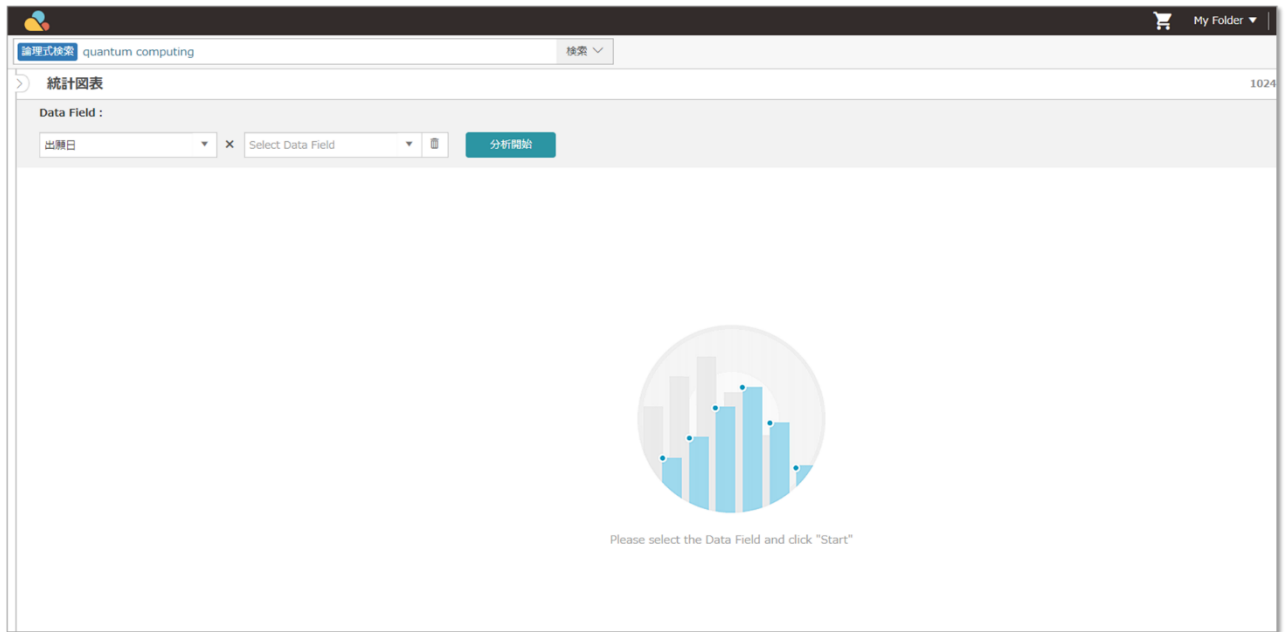 My Folder ▼
論理式検索 quantum computing 検索
統計図表 1024
Data Field :
出願日 × Select Data Field 分析開始
Please select the Data Field and click "Start"